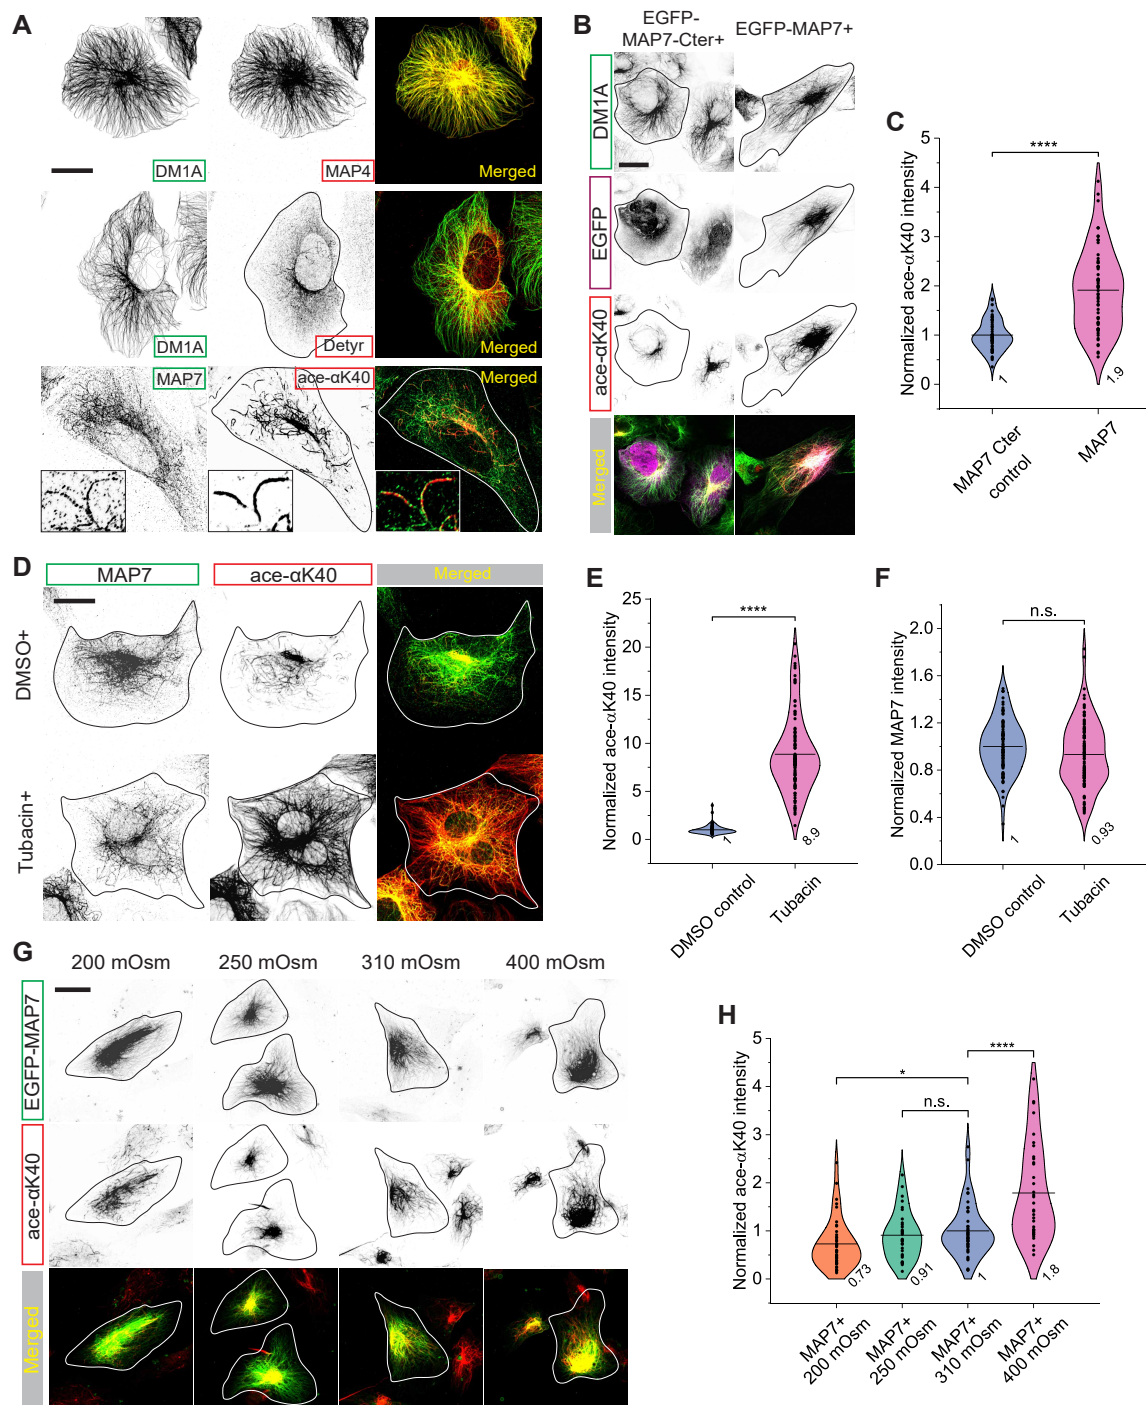 A
DM1A
MAP4
Merged
DM1A
Detyr
Merged
MAP7
ace-αK40
Merged
B
EGFP-
MAP7-Cter+
EGFP-MAP7+
DM1A
EGFP
ace-αK40
Merged
C
Normalized ace-αK40 intensity
5
4
3
2
1
0
****
1
1.9
MAP7 Cter
control
MAP7
D
MAP7
ace-αK40
Merged
DMSO+
Tubacin+
E
Normalized ace-αK40 intensity
25
20
15
10
5
0
****
1
8.9
DMSO control
Tubacin
F
Normalized MAP7 intensity
2.0
1.6
1.2
0.8
0.4
0.0
n.s.
1
0.93
DMSO control
Tubacin
G
200 mOsm
250 mOsm
310 mOsm
400 mOsm
EGFP-MAP7
ace-αK40
Merged
H
Normalized ace-αK40 intensity
5
4
3
2
1
0
****
*
n.s.
0.73
0.91
1
1.8
MAP7+
200 mOsm
MAP7+
250 mOsm
MAP7+
310 mOsm
MAP7+
400 mOsm